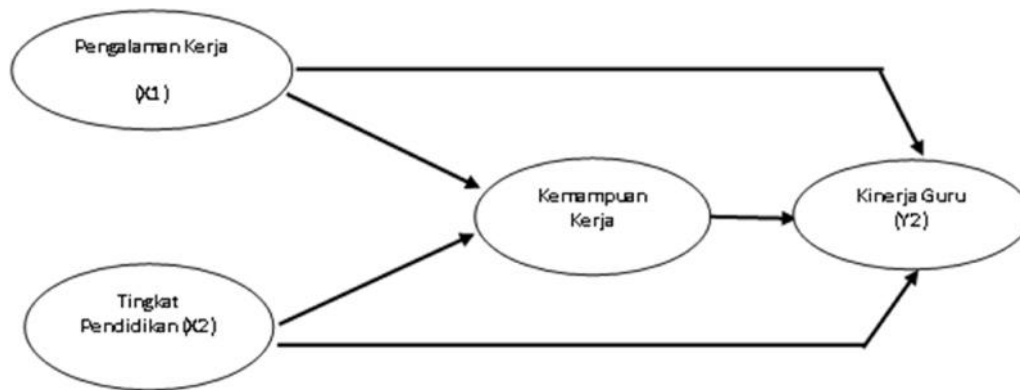 Pengalaman Kerja
(X1)
Kemampuan
Kerja
Kinerja Guru
(Y2)
Tingkat
Pendidikan (X2)